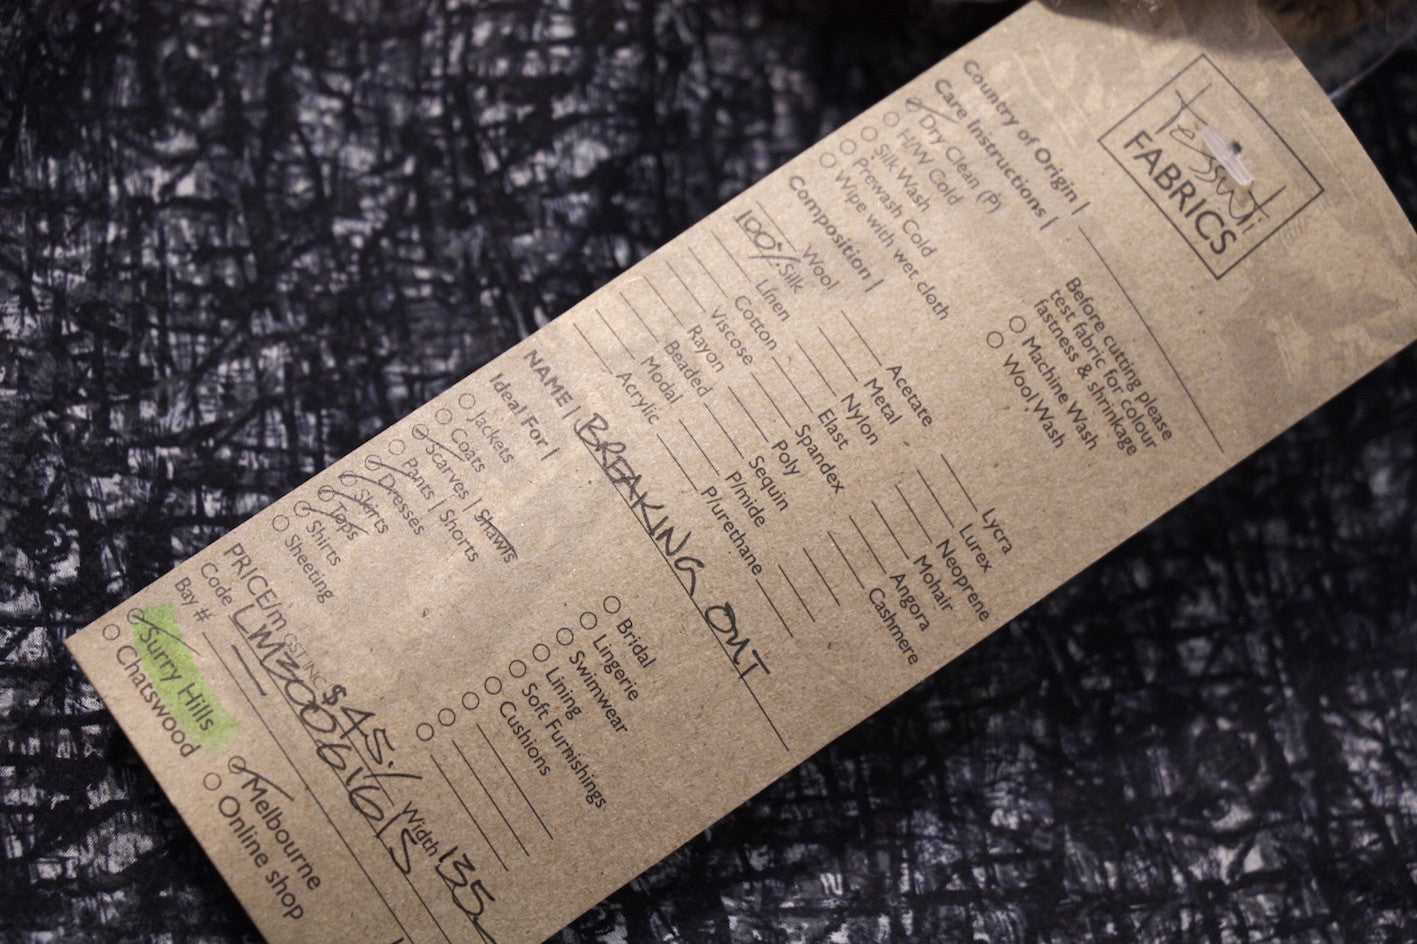 Tessuti
FABRICS
Country of Origin |
Care Instructions |
Dry Clean (P)
H/W Cold
Silk Wash
Prewash Cold
Wipe with wet cloth
Before cutting please
test fabric for colour
fastness & shrinkage
Machine Wash
Wool Wash
Composition |
Wool
100% Silk
Linen
Cotton
Viscose
Rayon
Beaded
Modal
Acrylic
Acetate
Metal
Nylon
Elast
Spandex
Poly
Sequin
P/mide
P/urethane
Lycra
Lurex
Neoprene
Mohair
Angora
Cashmere
NAME | BREAKING OUT
Ideal For |
Jackets
Coats
Scarves | Shawls
Pants | Shorts
Dresses
Skirts
Tops
Shirts
Sheeting
Bridal
Lingerie
Swimwear
Lining
Soft Furnishings
Cushions
PRICE/m GST INC $45 Width 135
Code
Bay #
Surry Hills
Chatswood
Melbourne
Online shop